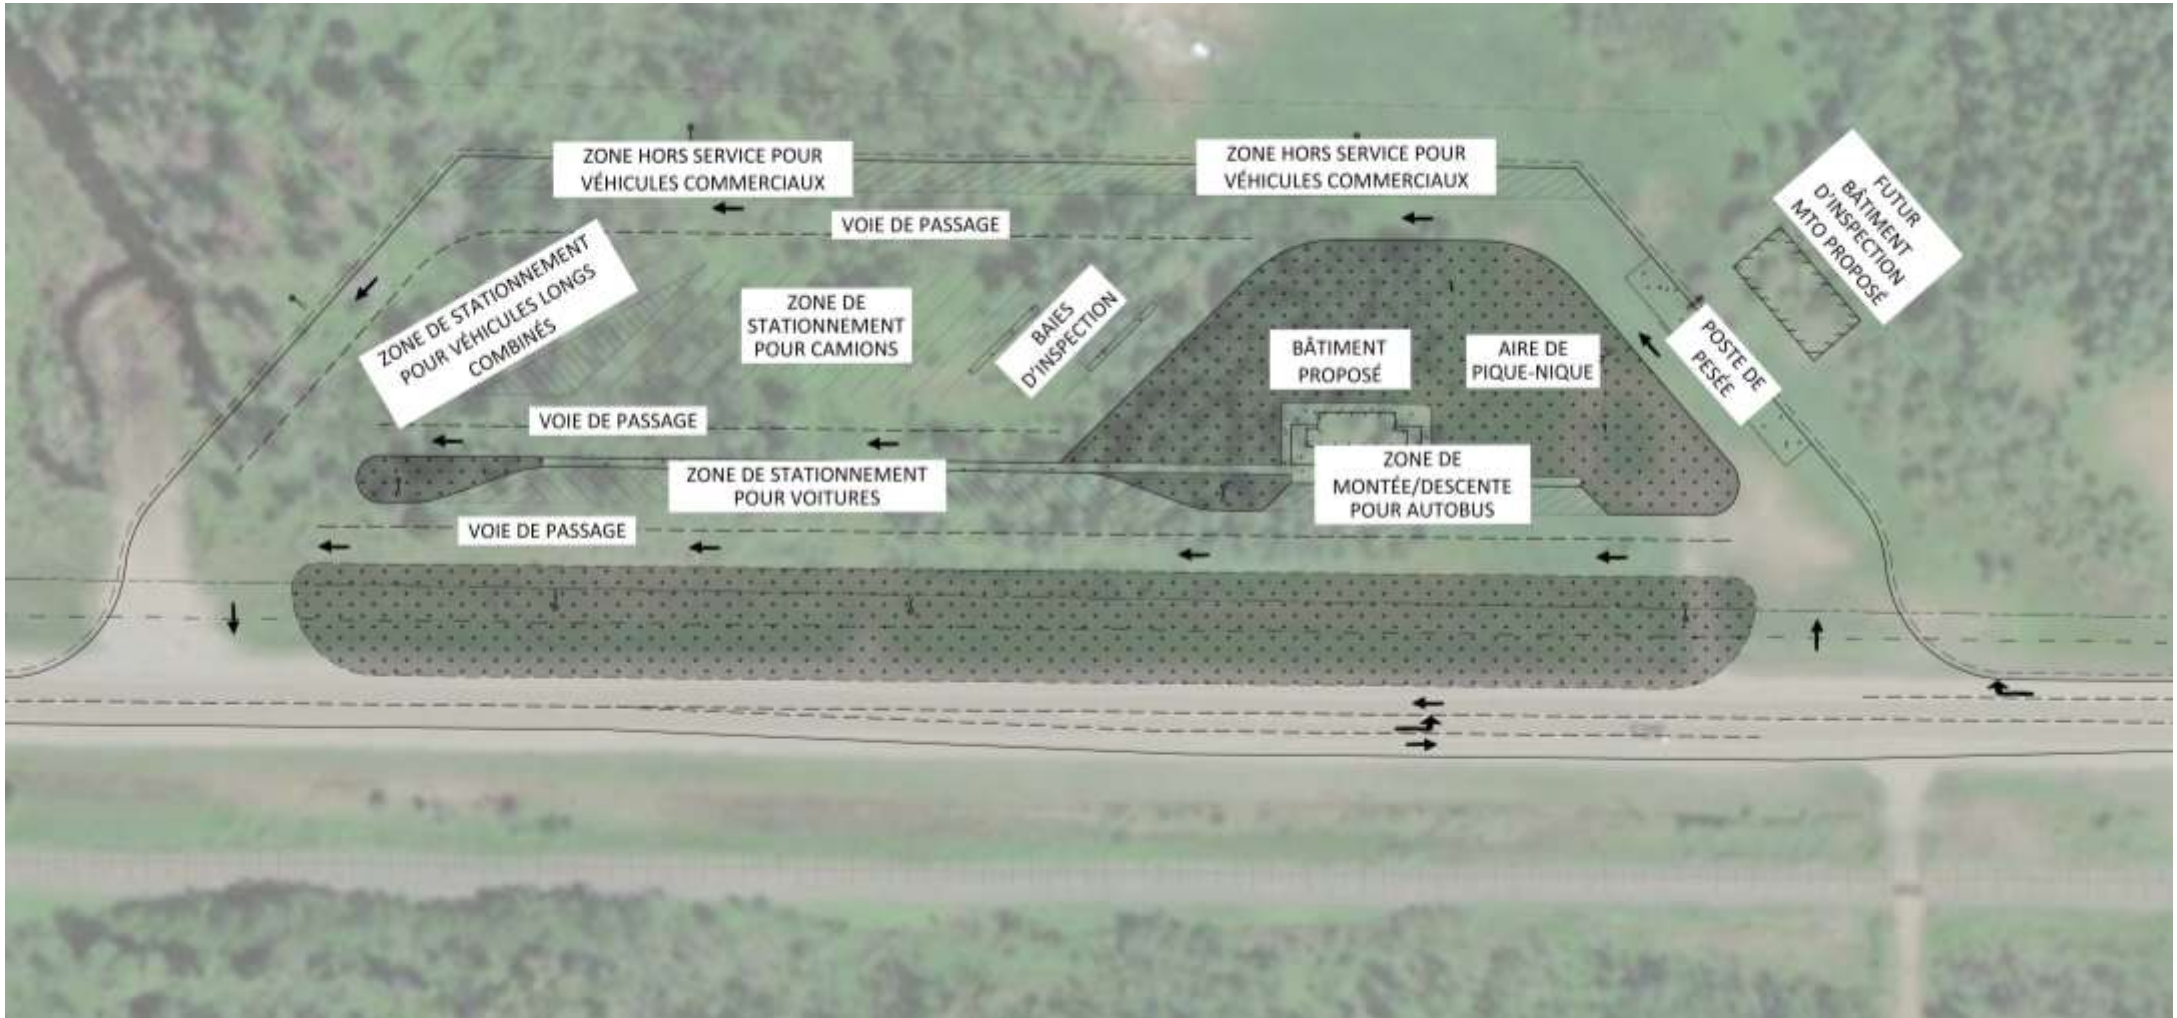 ZONE HORS SERVICE POUR
VÉHICULES COMMERCIAUX
ZONE HORS SERVICE POUR
VÉHICULES COMMERCIAUX
FUTUR
BÂTIMENT
D'INSPECTION
MTO PROPOSÉ
VOIE DE PASSAGE
ZONE DE STATIONNEMENT
POUR VÉHICULES LONGS
COMBINÉS
ZONE DE
STATIONNEMENT
POUR CAMIONS
BAIES
D'INSPECTION
BÂTIMENT
PROPOSÉ
AIRE DE
PIQUE-NIQUE
POSTE DE
PESÉE
VOIE DE PASSAGE
ZONE DE STATIONNEMENT
POUR VOITURES
ZONE DE
MONTÉE/DESCENTE
POUR AUTOBUS
VOIE DE PASSAGE